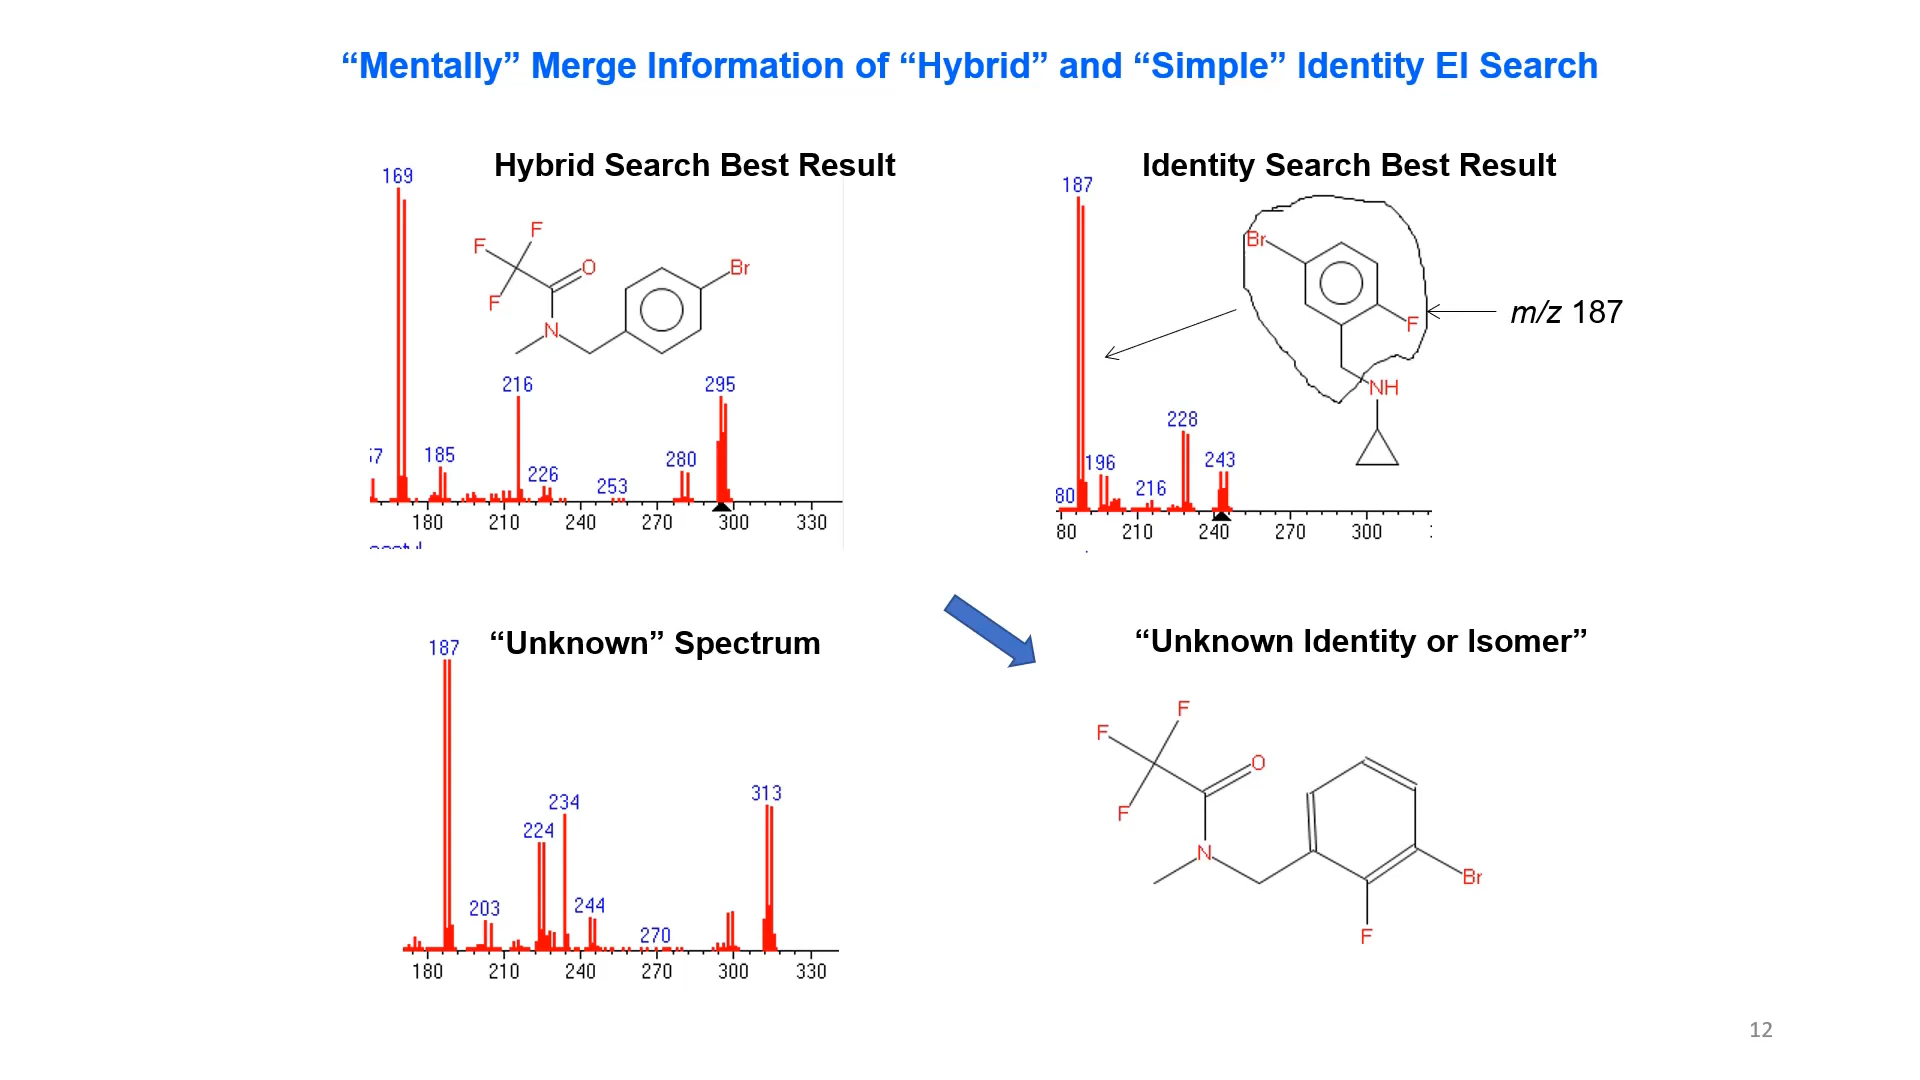 “Mentally” Merge Information of “Hybrid” and “Simple” Identity EI Search
Hybrid Search Best Result
169
F
F
F
O
N
Br
216
295
185
226
253
280
180 210 240 270 300 330
Identity Search Best Result
187
Br
F
NH
m/z 187
228
196
243
80
216
80 210 240 270 300
“Unknown” Spectrum
187
313
234
224
203
244
270
180 210 240 270 300 330
“Unknown Identity or Isomer”
F
F
F
O
N
Br
F
12